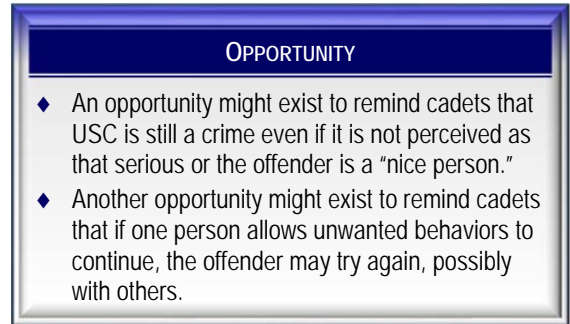 OPPORTUNITY
♦ An opportunity might exist to remind cadets that
USC is still a crime even if it is not perceived as
that serious or the offender is a “nice person.”
♦ Another opportunity might exist to remind cadets
that if one person allows unwanted behaviors to
continue, the offender may try again, possibly
with others.